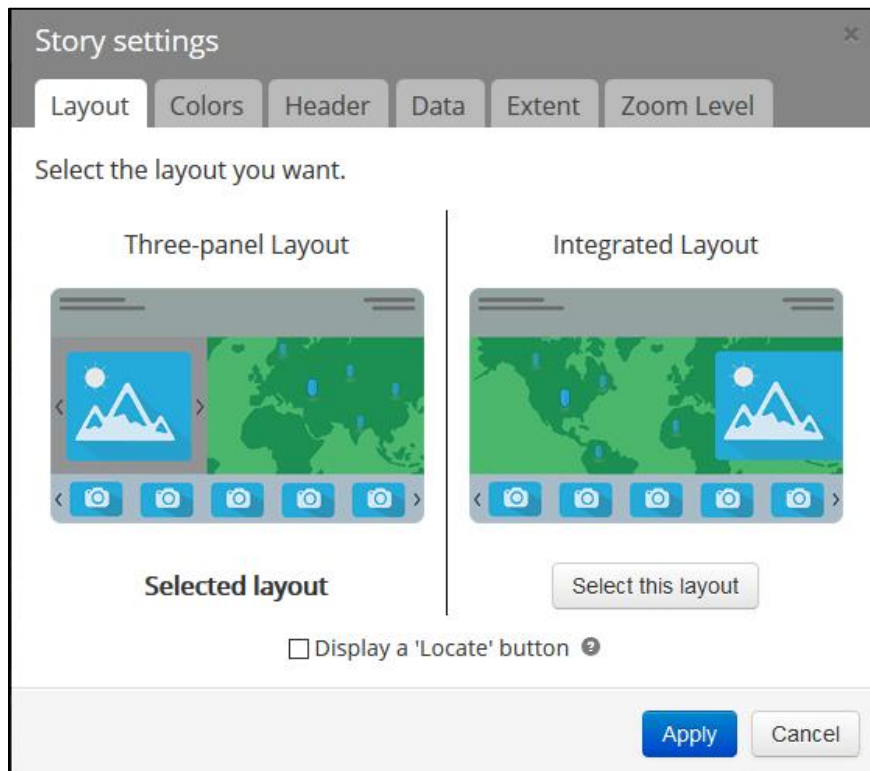 Story settings
×
Layout Colors Header Data Extent Zoom Level
Select the layout you want.
Three-panel Layout
Integrated Layout
Selected layout
Select this layout
Display a 'Locate' button ?
Apply Cancel